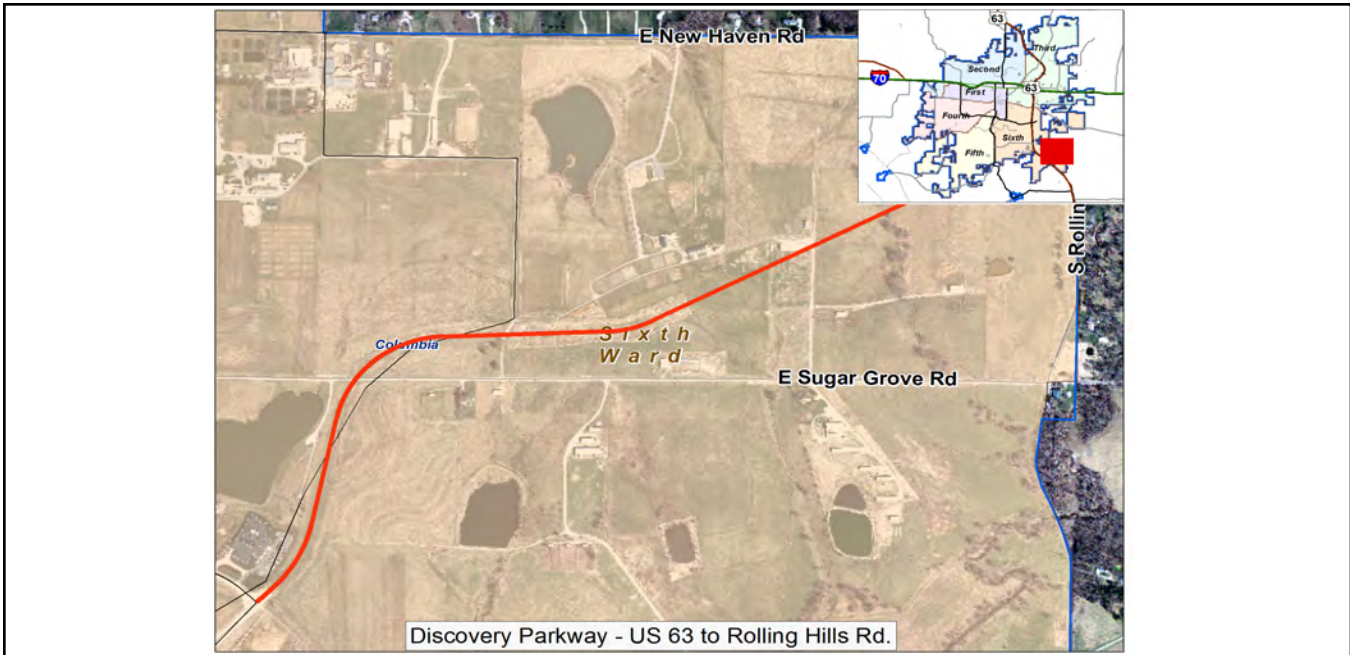 E New Haven Rd
63
Third
Second
70
63
First
Fourth
Sixth
Fifth
S Rollin
Columbia
Sixth
Ward
E Sugar Grove Rd
Discovery Parkway - US 63 to Rolling Hills Rd.